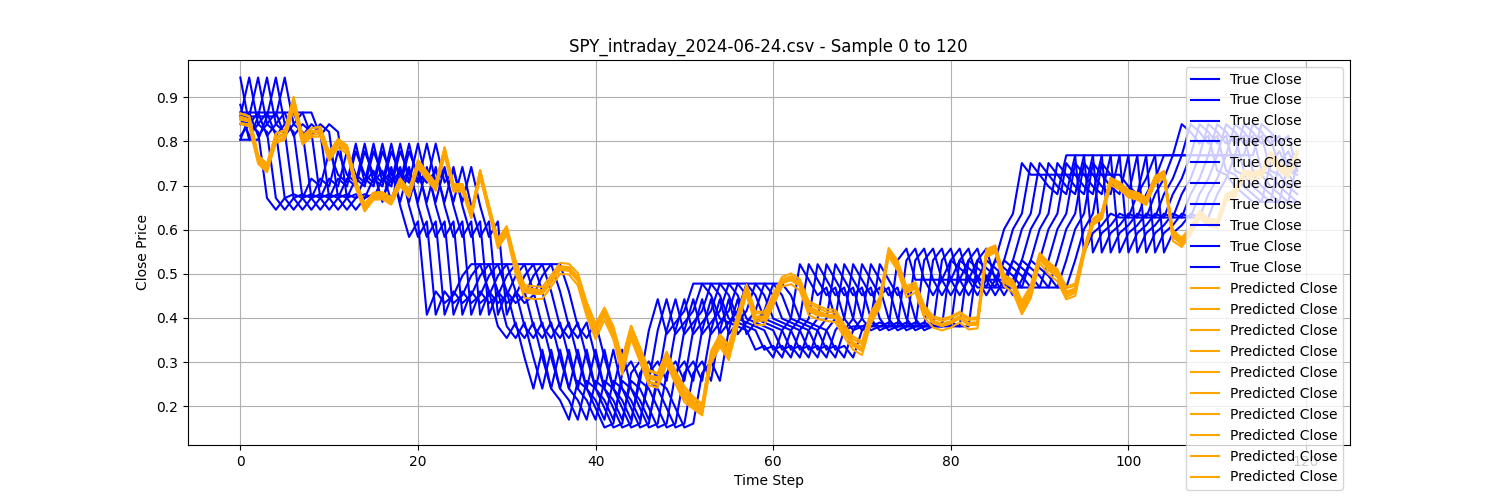 SPY_intraday_2024-06-24.csv - Sample 0 to 120
Close Price
0.9
0.8
0.7
0.6
0.5
0.4
0.3
0.2
0 20 40 60 80 100 120
Time Step
True Close
True Close
True Close
True Close
True Close
True Close
True Close
True Close
True Close
True Close
Predicted Close
Predicted Close
Predicted Close
Predicted Close
Predicted Close
Predicted Close
Predicted Close
Predicted Close
Predicted Close
Predicted Close